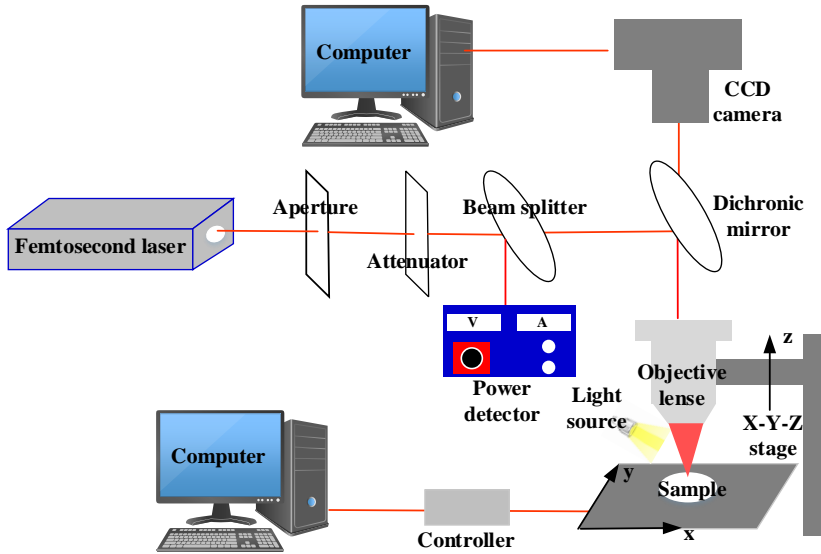 Computer
CCD
camera
Aperture
Beam splitter
Dichronic
mirror
Femtosecond laser
Attenuator
V
A
z
Power
detector
Objective
lense
Light
source
X-Y-Z
stage
Computer
y
Sample
Controller
x